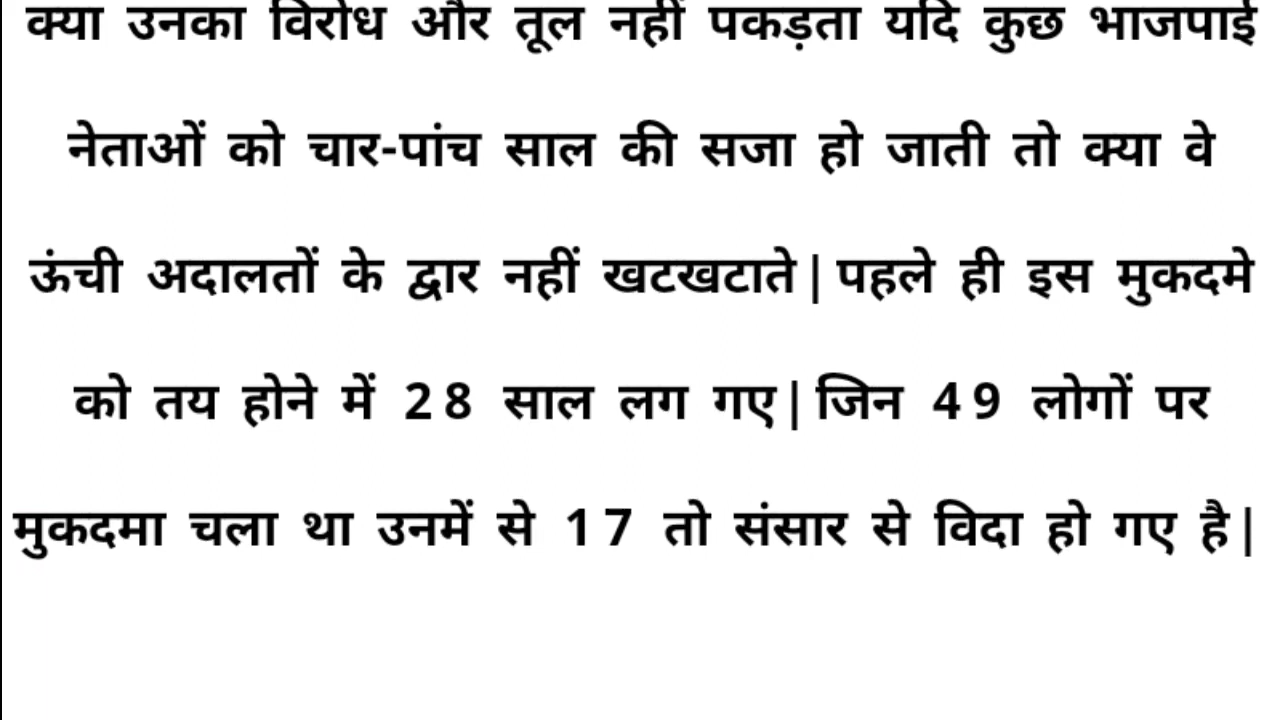 क्या उनका विरोध और तूल नहीं पकड़ता यदि कुछ भाजपाई
नेताओं को चार-पांच साल की सजा हो जाती तो क्या वे
ऊंची अदालतों के द्वार नहीं खटखटाते|पहले ही इस मुकदमे
को तय होने में 28 साल लग गए|जिन 49 लोगों पर
मुकदमा चला था उनमें से 17 तो संसार से विदा हो गए है|